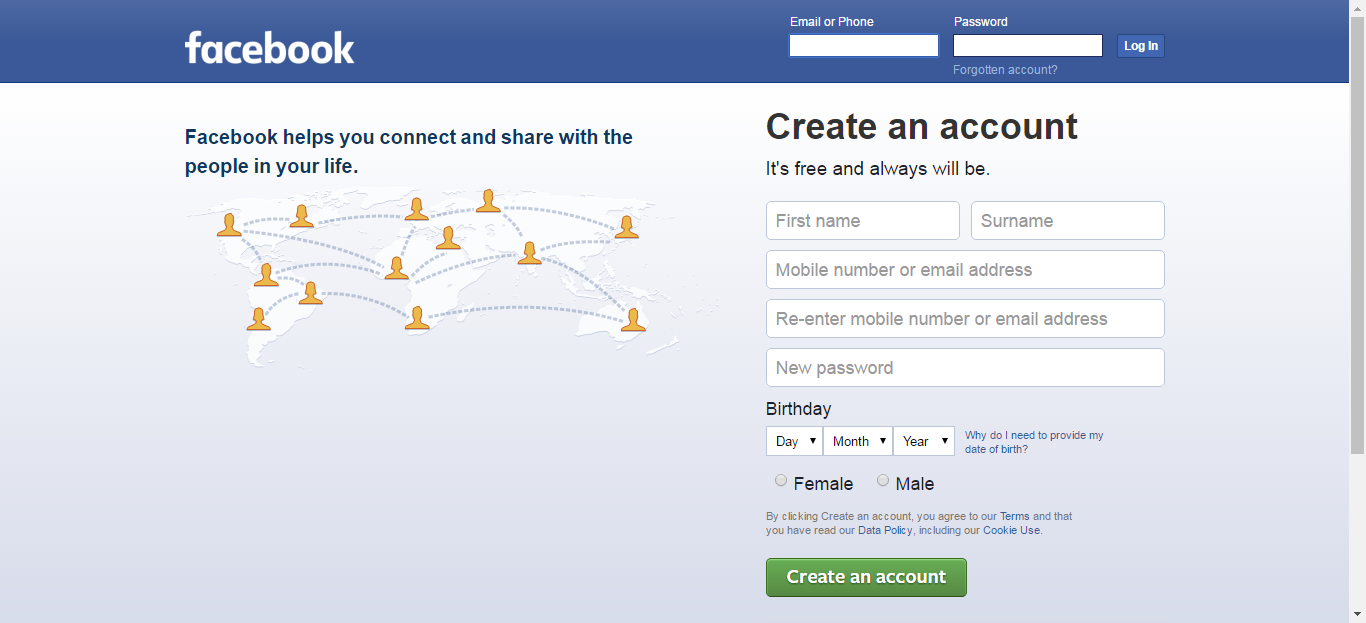 facebook
Email or Phone
Password
Log In
Forgotten account?
Facebook helps you connect and share with the
people in your life.
Create an account
It's free and always will be.
First name
Surname
Mobile number or email address
Re-enter mobile number or email address
New password
Birthday
Day
Month
Year
Why do I need to provide my
date of birth?
Female
Male
By clicking Create an account, you agree to our Terms and that
you have read our Data Policy, including our Cookie Use.
Create an account